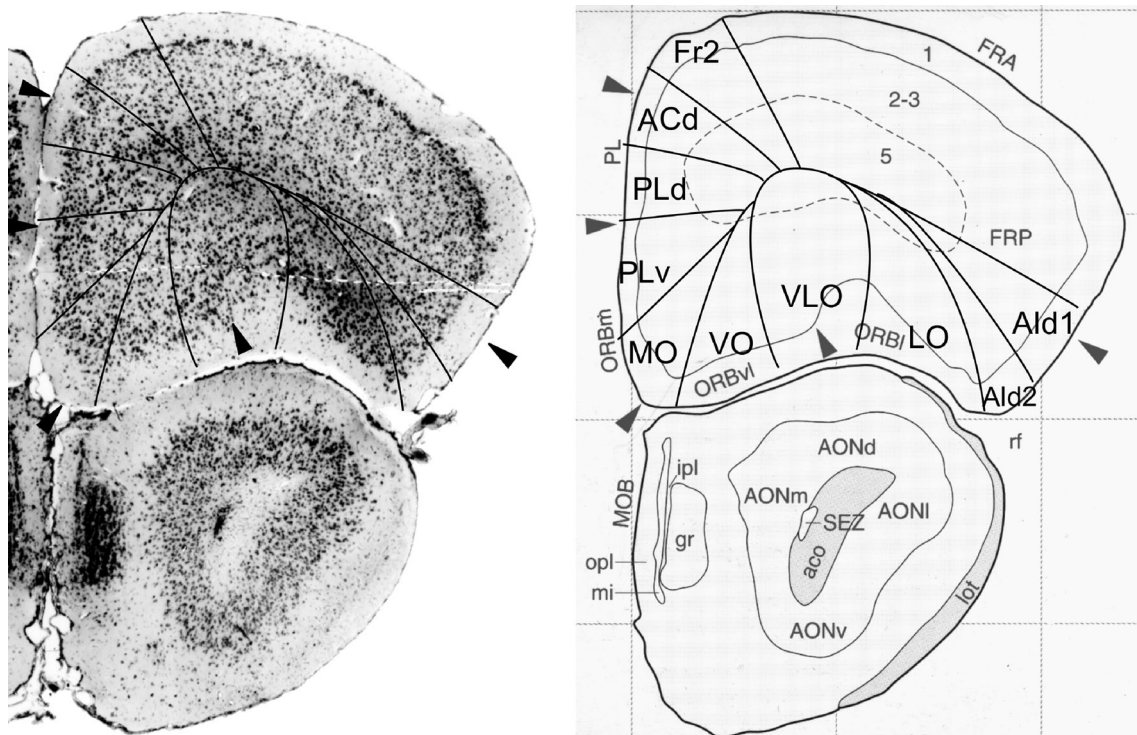 Fr2
1
FRA
2-3
ACd
PL
5
PLd
FRP
PLv
VLO
ORBm
MO
VO
ORBl
LO
AId1
ORBvl
AId2
rf
AONd
ipl
MOB
AONm
SEZ
AONl
gr
opl
aco
mi
lot
AONv